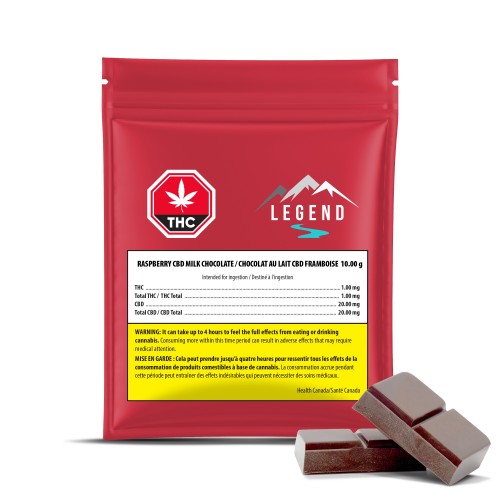 THC
LEGEND
RASPBERRY CBD MILK CHOCOLATE / CHOCOLAT AU LAIT CBD FRAMBOISE 10.00 g
Intended for ingestion / Destiné à l'ingestion
THC ........ 1.00 mg
Total THC / THC Total ........ 1.00 mg
CBD ........ 20.00 mg
Total CBD / CBD Total ........ 20.00 mg
WARNING: It can take up to 4 hours to feel the full effects from eating or drinking
cannabis. Consuming more within this time period can result in adverse effects that may require
medical attention.
MISE EN GARDE : Cela peut prendre jusqu'à quatre heures pour ressentir tous les effets de la
consommation de produits comestibles à base de cannabis. La consommation accrue pendant
cette période peut entraîner des effets indésirables qui peuvent nécessiter des soins médicaux.
Health Canada/Santé Canada